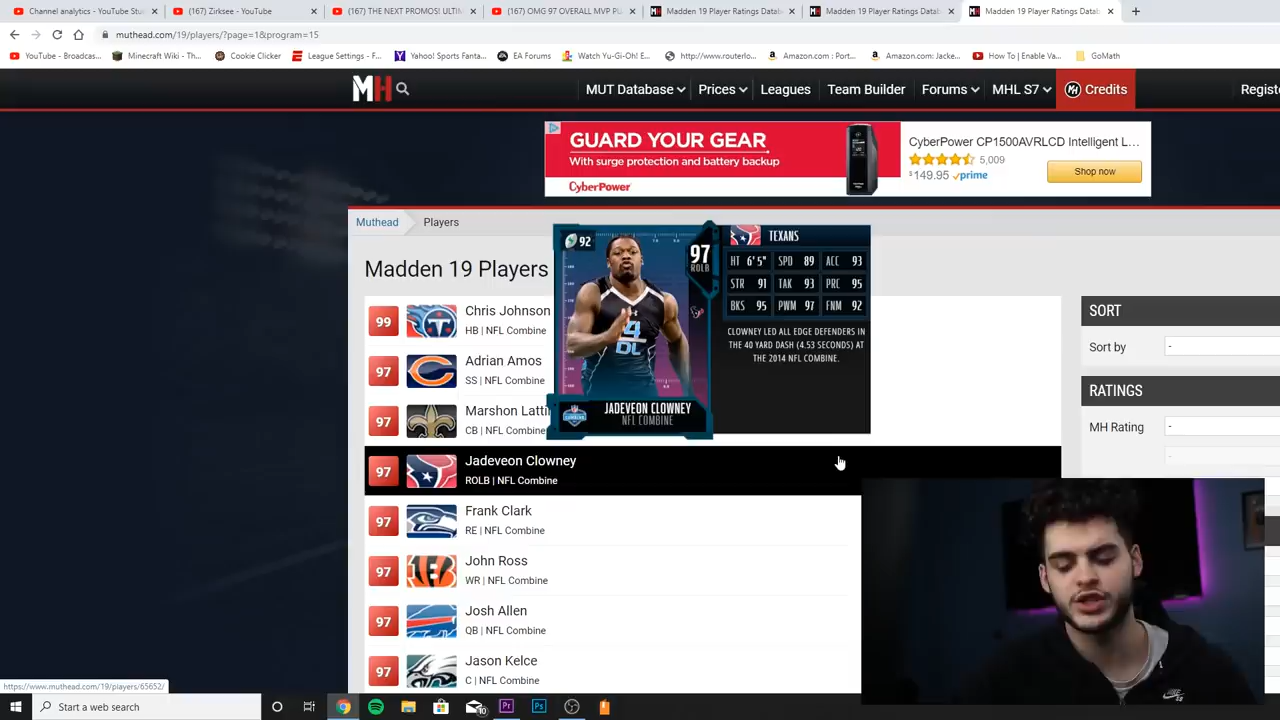 (167) Channel analytics - YouTube Stu
(167) Zirksee - YouTube
(167) THE NEXT PROMOS! ULTIM
(167) OMG 97 OVERALL MVP PL
Madden 19 Player Ratings Datab
Madden 19 Player Ratings Datab
Madden 19 Player Ratings Datab
muthead.com/19/players/?page=1&program=15
YouTube - Broadcas...
Minecraft Wiki - Th...
Cookie Clicker
League Settings - F...
Yahoo! Sports Fanta...
EA Forums
Watch Yu-Gi-Oh! E...
http://www.routerlo...
Amazon.com : Port...
Amazon.com: Jacke...
How To | Enable Va...
GoMath
MH
MUT Database
Prices
Leagues
Team Builder
Forums
MHL S7
MH Credits
Regist
GUARD YOUR GEAR
With surge protection and battery backup
CyberPower
CyberPower CP1500AVRLCD Intelligent L...
5,009
$149.95 prime
Shop now
Muthead
Players
Madden 19 Players
99 Chris Johnson
HB | NFL Combine
97 Adrian Amos
SS | NFL Combine
97 Marshon Latti
CB | NFL Combine
97 Jadeveon Clowney
ROLB | NFL Combine
97 Frank Clark
RE | NFL Combine
97 John Ross
WR | NFL Combine
97 Josh Allen
QB | NFL Combine
97 Jason Kelce
C | NFL Combine
92
97
ROLB
4
DL
JADEVEON CLOWNEY
NFL COMBINE
TEXANS
HT 6' 5" SPD 89 ACC 93
STR 91 TAK 93 PRC 95
BKS 95 PWM 97 FNM 92
CLOWNEY LED ALL EDGE DEFENDERS IN
THE 40 YARD DASH (4.53 SECONDS) AT
THE 2014 NFL COMBINE.
SORT
Sort by
-
RATINGS
MH Rating
-
-
https://www.muthead.com/19/players/65652/
Start a web search
10
Pr
Ps